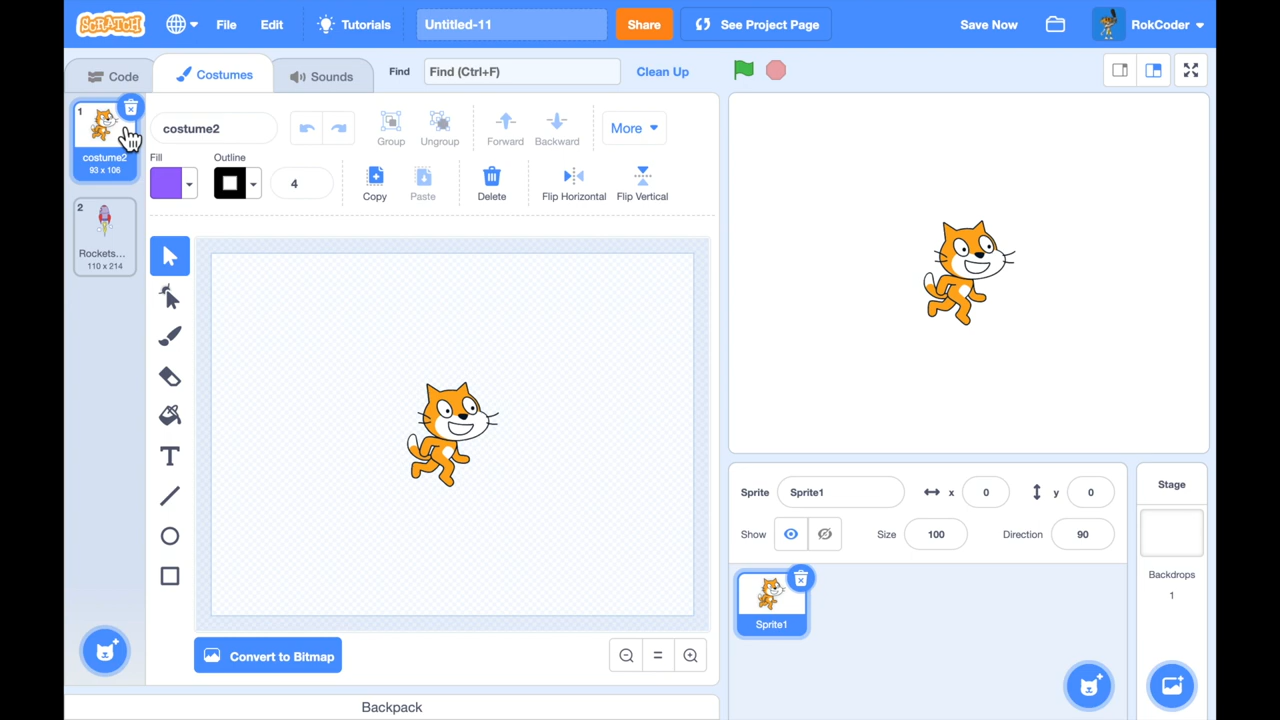 SCRATCH File Edit Tutorials Untitled-11 Share See Project Page Save Now RokCoder
Code Costumes Sounds Find Find (Ctrl+F) Clean Up
1
costume2
93 x 106
2
Rockets...
110 x 214
costume2 Group Ungroup Forward Backward More
Fill Outline
4 Copy Paste Delete Flip Horizontal Flip Vertical
T
Convert to Bitmap
Backpack
Sprite Sprite1 x 0 y 0
Show Size 100 Direction 90
Sprite1
Stage
Backdrops
1